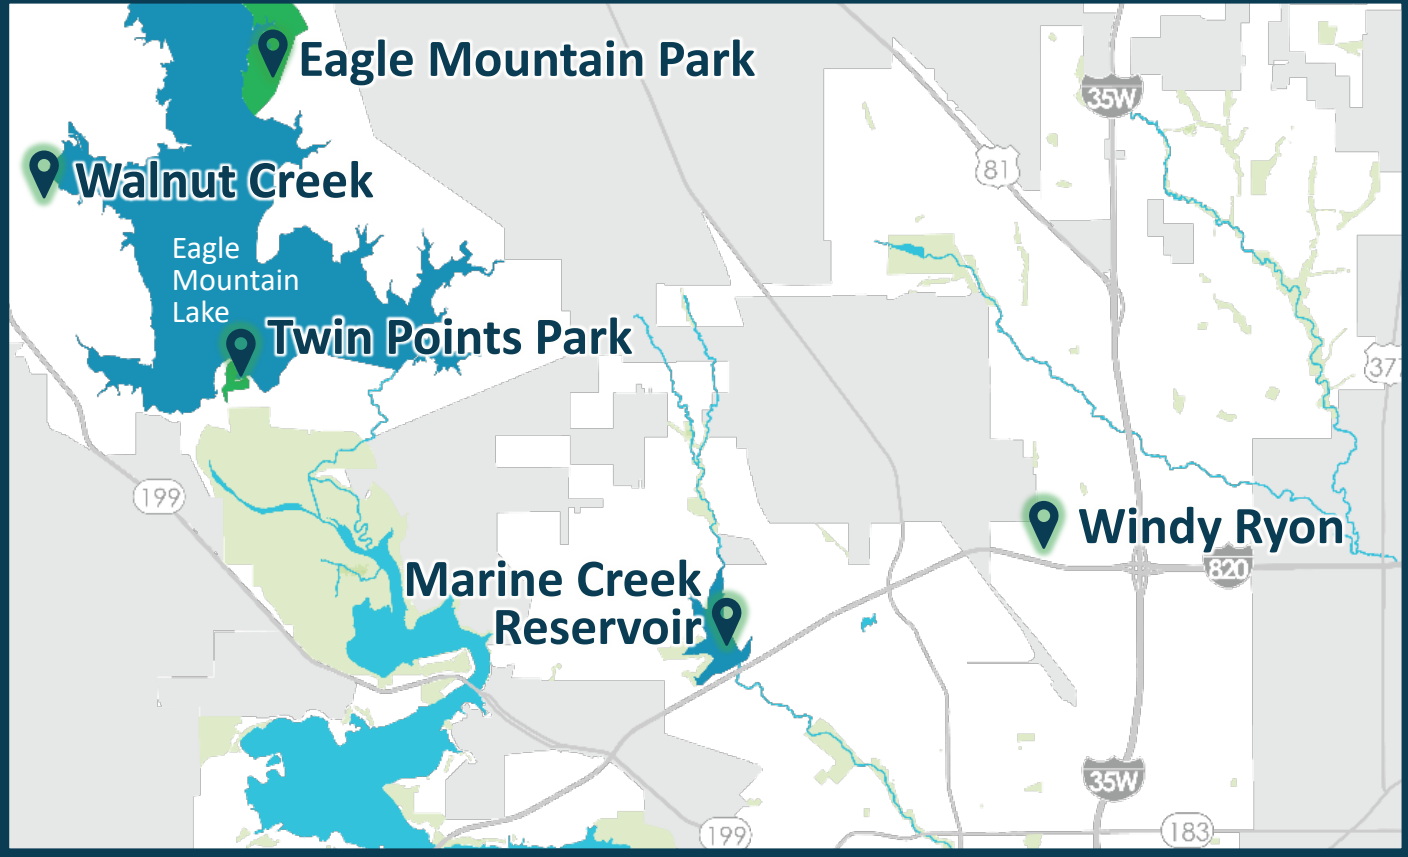 Eagle Mountain Park
35W
81
Walnut Creek
Eagle
Mountain
Lake
Twin Points Park
377
199
Windy Ryon
820
Marine Creek
Reservoir
35W
199
183